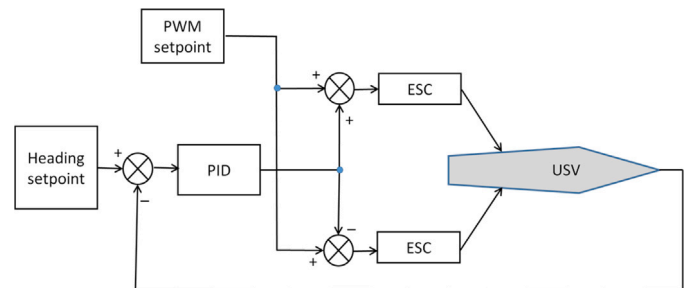 PWM
setpoint
+
ESC
+
Heading
setpoint
+
PID
USV
−
−
+
ESC